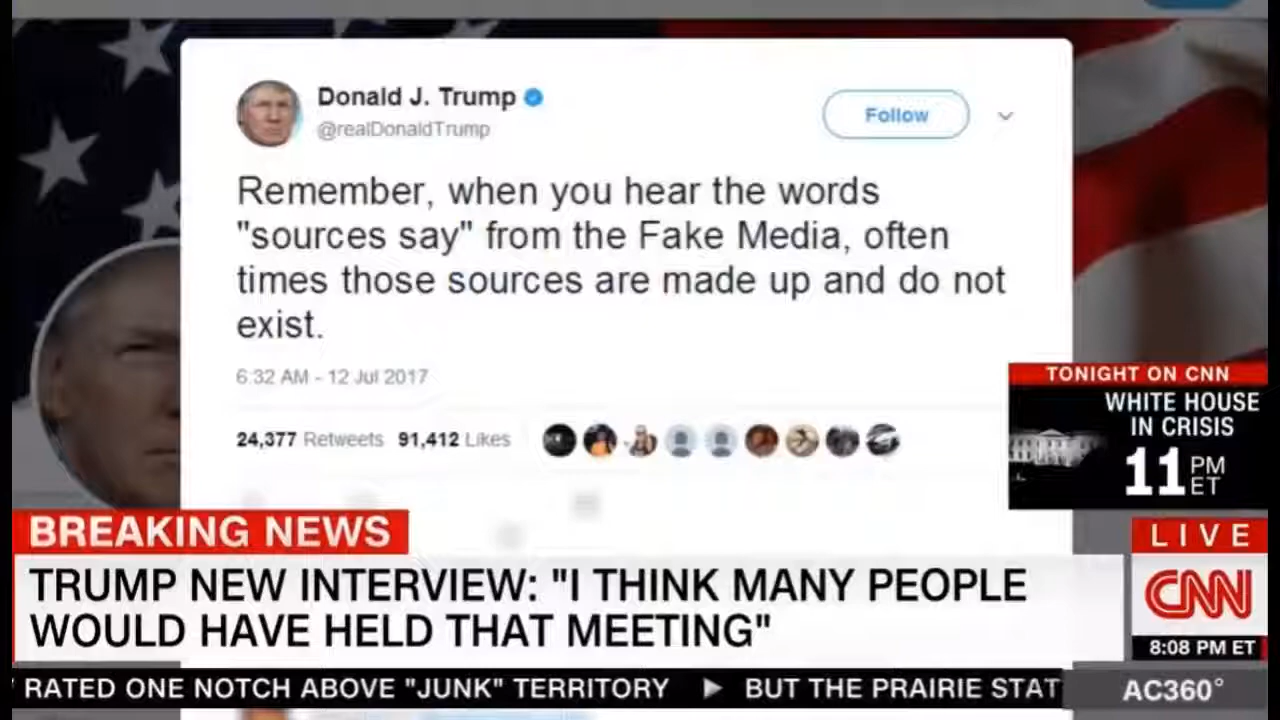 Donald J. Trump
@realDonaldTrump
Follow
Remember, when you hear the words
"sources say" from the Fake Media, often
times those sources are made up and do not
exist.
6:32 AM - 12 Jul 2017
24,377 Retweets 91,412 Likes
TONIGHT ON CNN
WHITE HOUSE
IN CRISIS
11 PM
ET
BREAKING NEWS
LIVE
TRUMP NEW INTERVIEW: "I THINK MANY PEOPLE
WOULD HAVE HELD THAT MEETING"
CNN
8:08 PM ET
RATED ONE NOTCH ABOVE "JUNK" TERRITORY ▶ BUT THE PRAIRIE STAT
AC360°